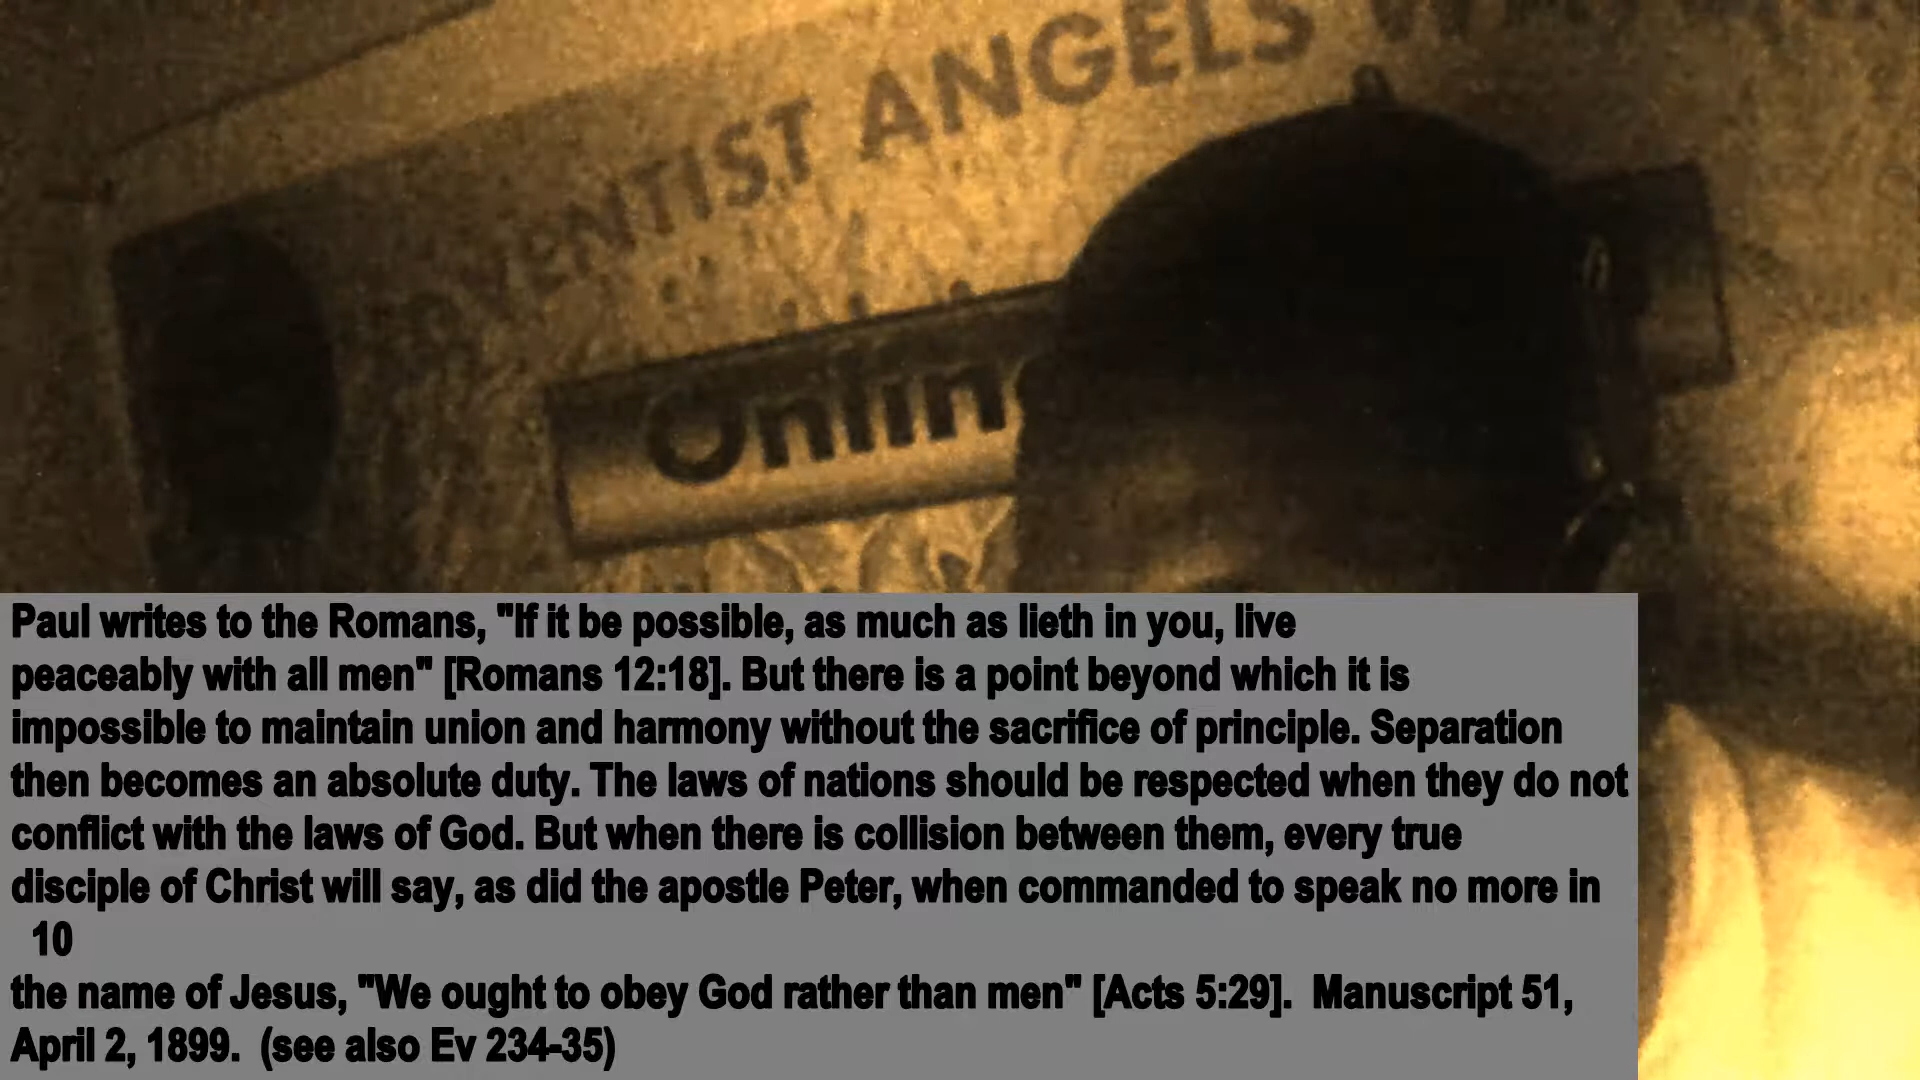 ENTIST ANGELS
Onlin
Paul writes to the Romans, "If it be possible, as much as lieth in you, live
peaceably with all men" [Romans 12:18]. But there is a point beyond which it is
impossible to maintain union and harmony without the sacrifice of principle. Separation
then becomes an absolute duty. The laws of nations should be respected when they do not
conflict with the laws of God. But when there is collision between them, every true
disciple of Christ will say, as did the apostle Peter, when commanded to speak no more in
10
the name of Jesus, "We ought to obey God rather than men" [Acts 5:29].  Manuscript 51,
April 2, 1899.  (see also Ev 234-35)